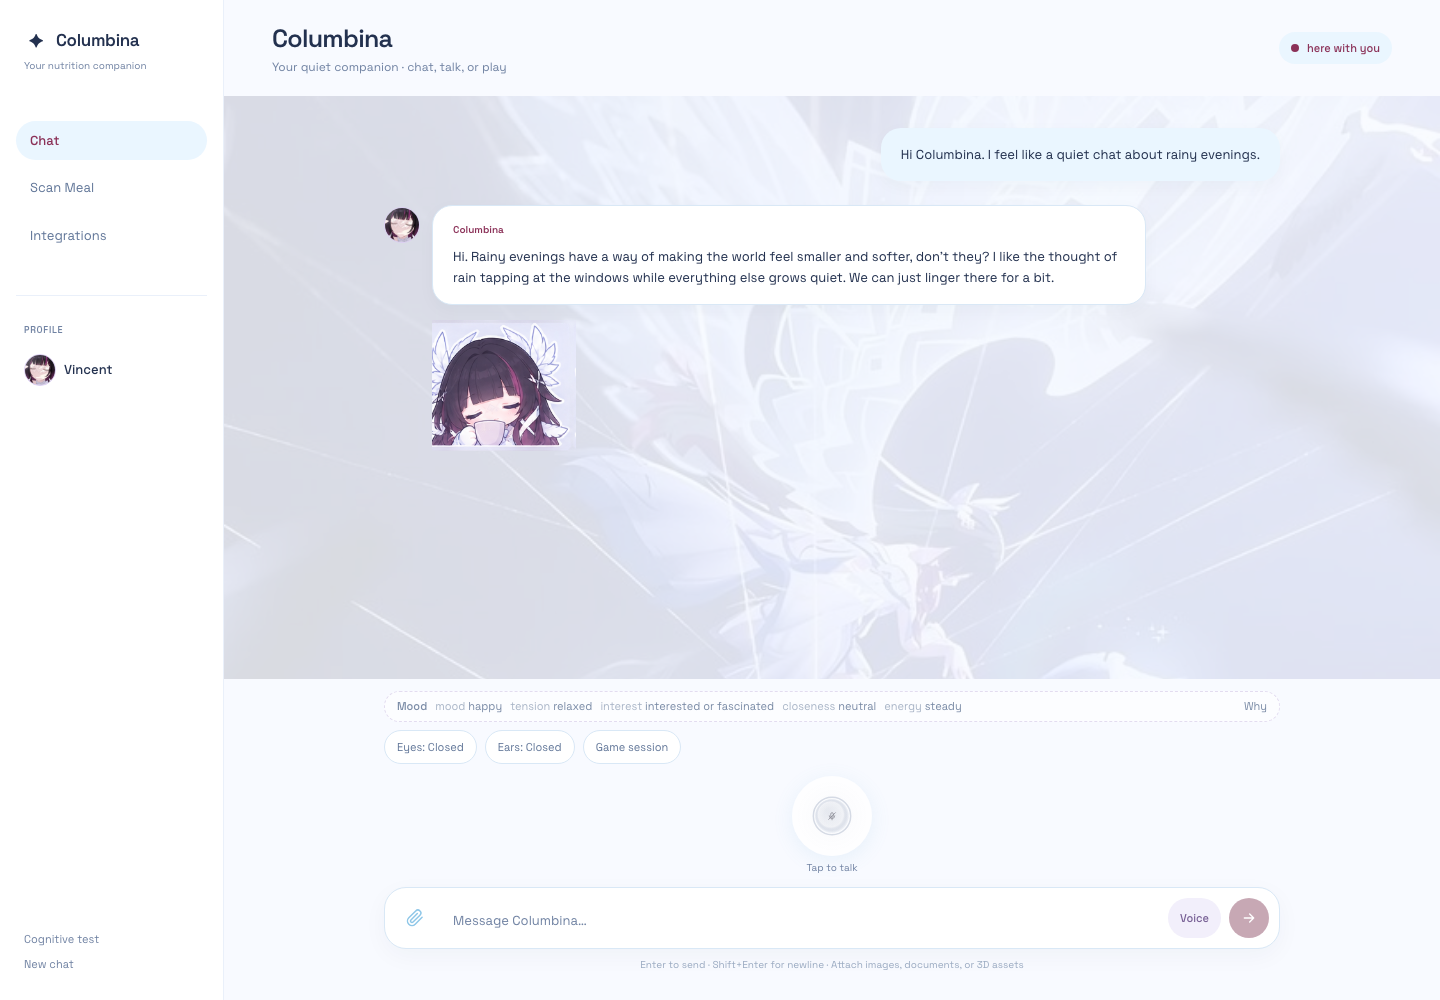 Columbina
Your nutrition companion
Chat
Scan Meal
Integrations
PROFILE
Vincent
Cognitive test
New chat
Columbina
Your quiet companion · chat, talk, or play
here with you
Hi Columbina. I feel like a quiet chat about rainy evenings.
Columbina
Hi. Rainy evenings have a way of making the world feel smaller and softer, don't they? I like the thought of
rain tapping at the windows while everything else grows quiet. We can just linger there for a bit.
Mood mood happy tension relaxed interest interested or fascinated closeness neutral energy steady Why
Eyes: Closed Ears: Closed Game session
Tap to talk
Message Columbina... Voice
Enter to send · Shift+Enter for newline · Attach images, documents, or 3D assets